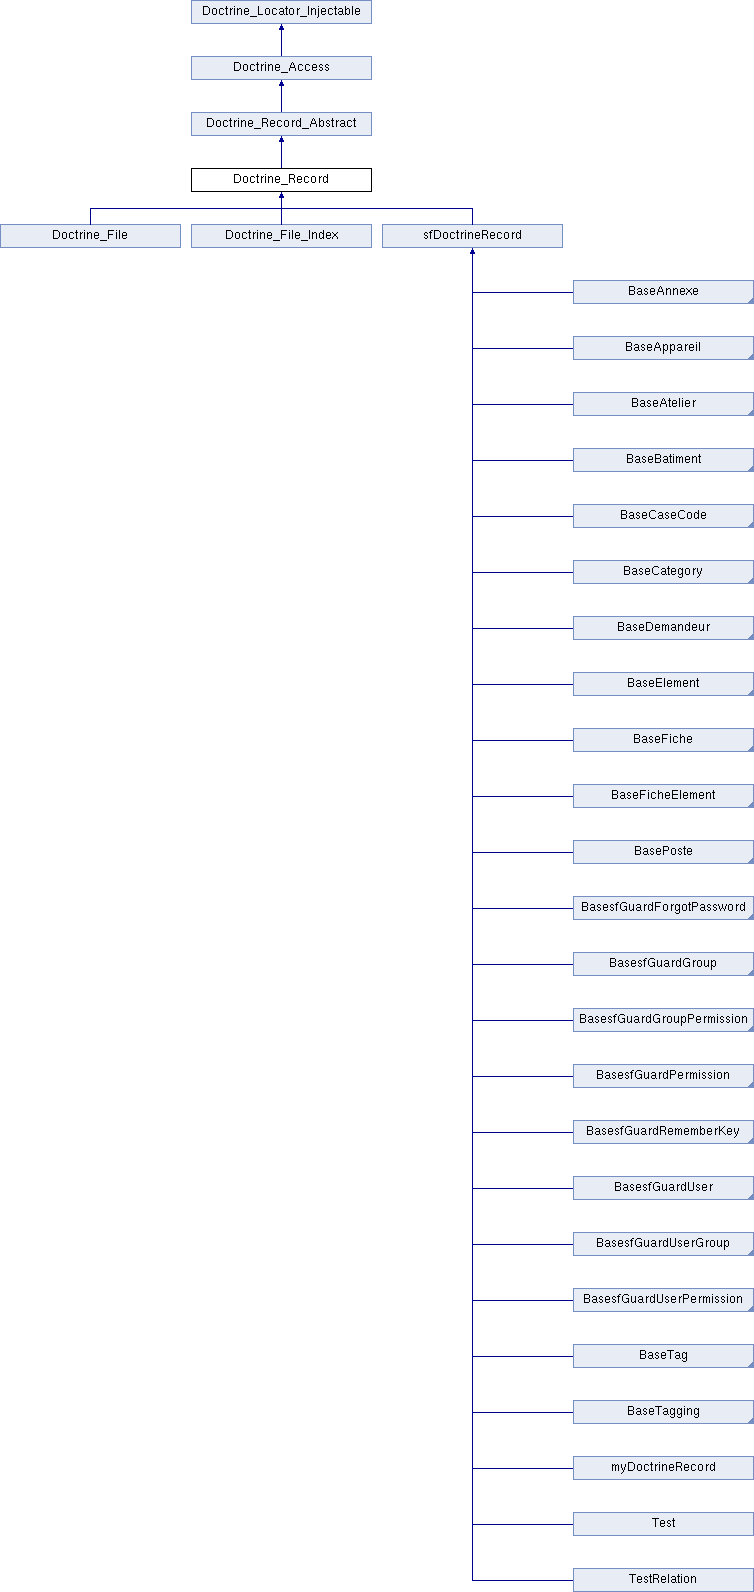 Doctrine_Locator_Injectable
Doctrine_Access
Doctrine_Record_Abstract
Doctrine_Record
Doctrine_File
Doctrine_File_Index
sfDoctrineRecord
BaseAnnexe
BaseAppareil
BaseAtelier
BaseBatiment
BaseCaseCode
BaseCategory
BaseDemandeur
BaseElement
BaseFiche
BaseFicheElement
BasePoste
BasesfGuardForgotPassword
BasesfGuardGroup
BasesfGuardGroupPermission
BasesfGuardPermission
BasesfGuardRememberKey
BasesfGuardUser
BasesfGuardUserGroup
BasesfGuardUserPermission
BaseTag
BaseTagging
myDoctrineRecord
Test
TestRelation